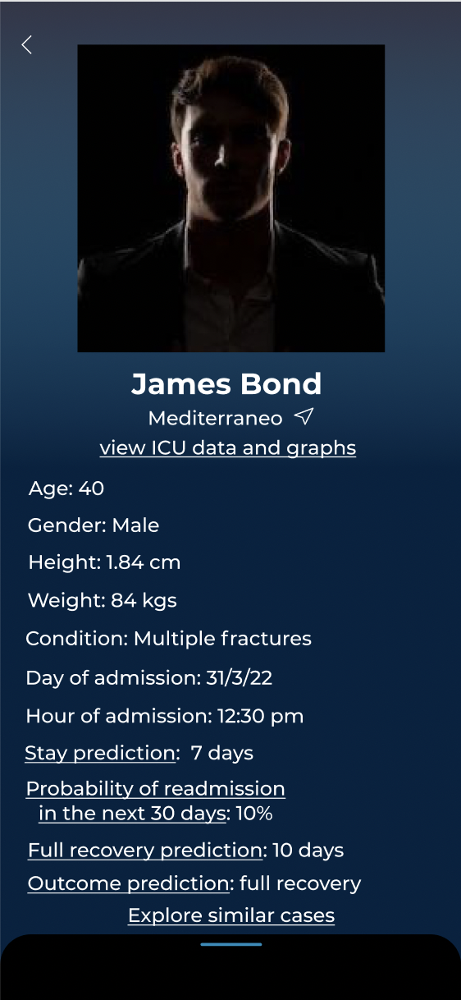 James Bond
Mediterraneo
view ICU data and graphs
Age: 40
Gender: Male
Height: 1.84 cm
Weight: 84 kgs
Condition: Multiple fractures
Day of admission: 31/3/22
Hour of admission: 12:30 pm
Stay prediction: 7 days
Probability of readmission
in the next 30 days: 10%
Full recovery prediction: 10 days
Outcome prediction: full recovery
Explore similar cases